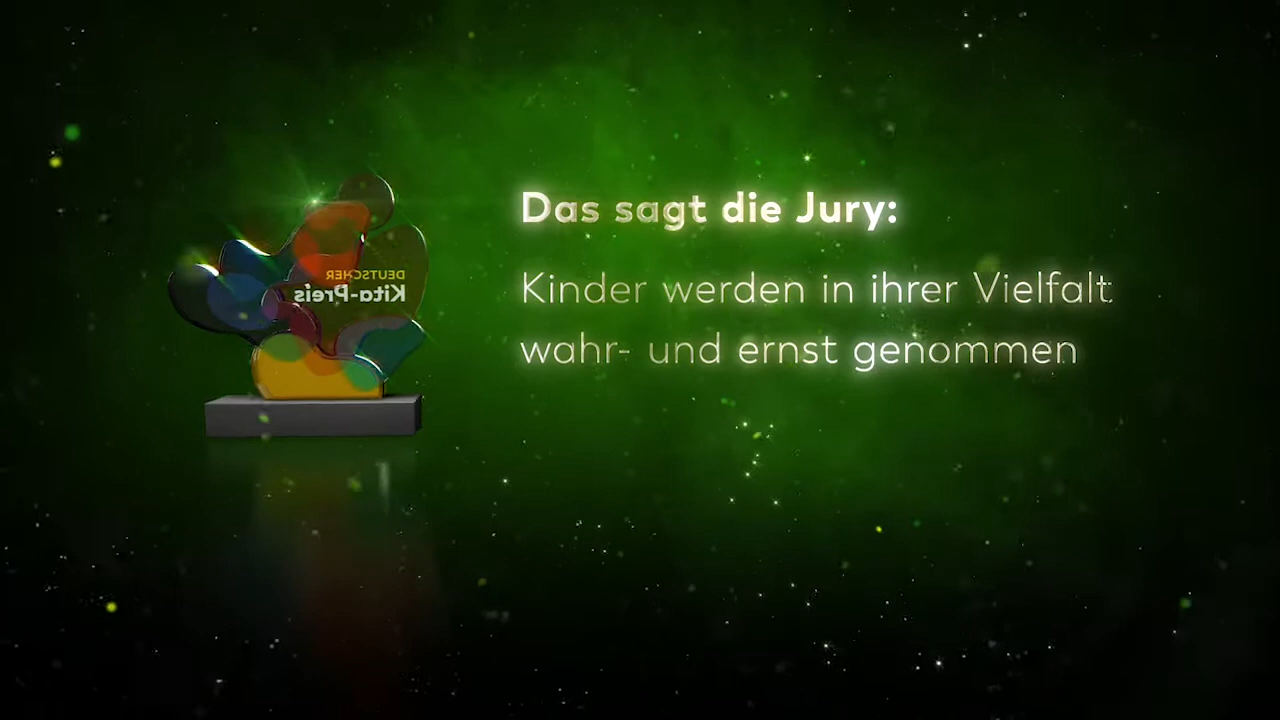 Das sagt die Jury:
Kinder werden in ihrer Vielfalt
wahr- und ernst genommen
DEUTSCHER
Kita-Preis